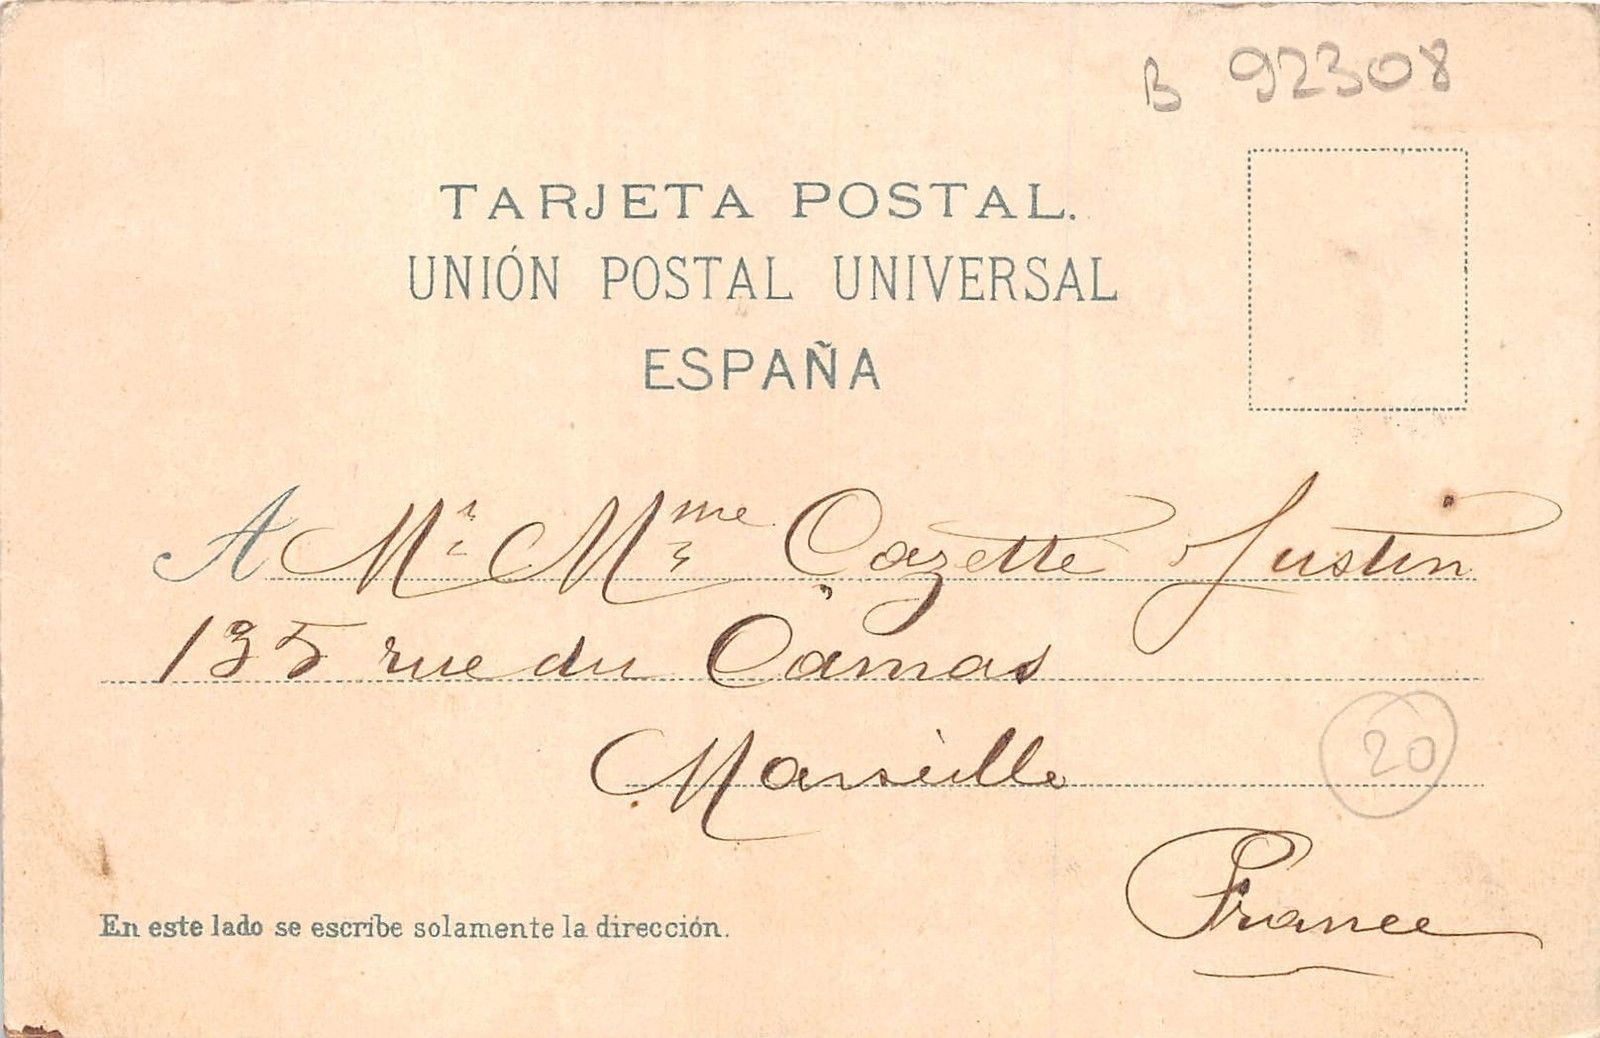 B 92308
TARJETA POSTAL.
UNIÓN POSTAL UNIVERSAL
ESPAÑA
A Mr Mme Cazette Justin
135 rue du Camas
Marseille
20
France
En este lado se escribe solamente la dirección.